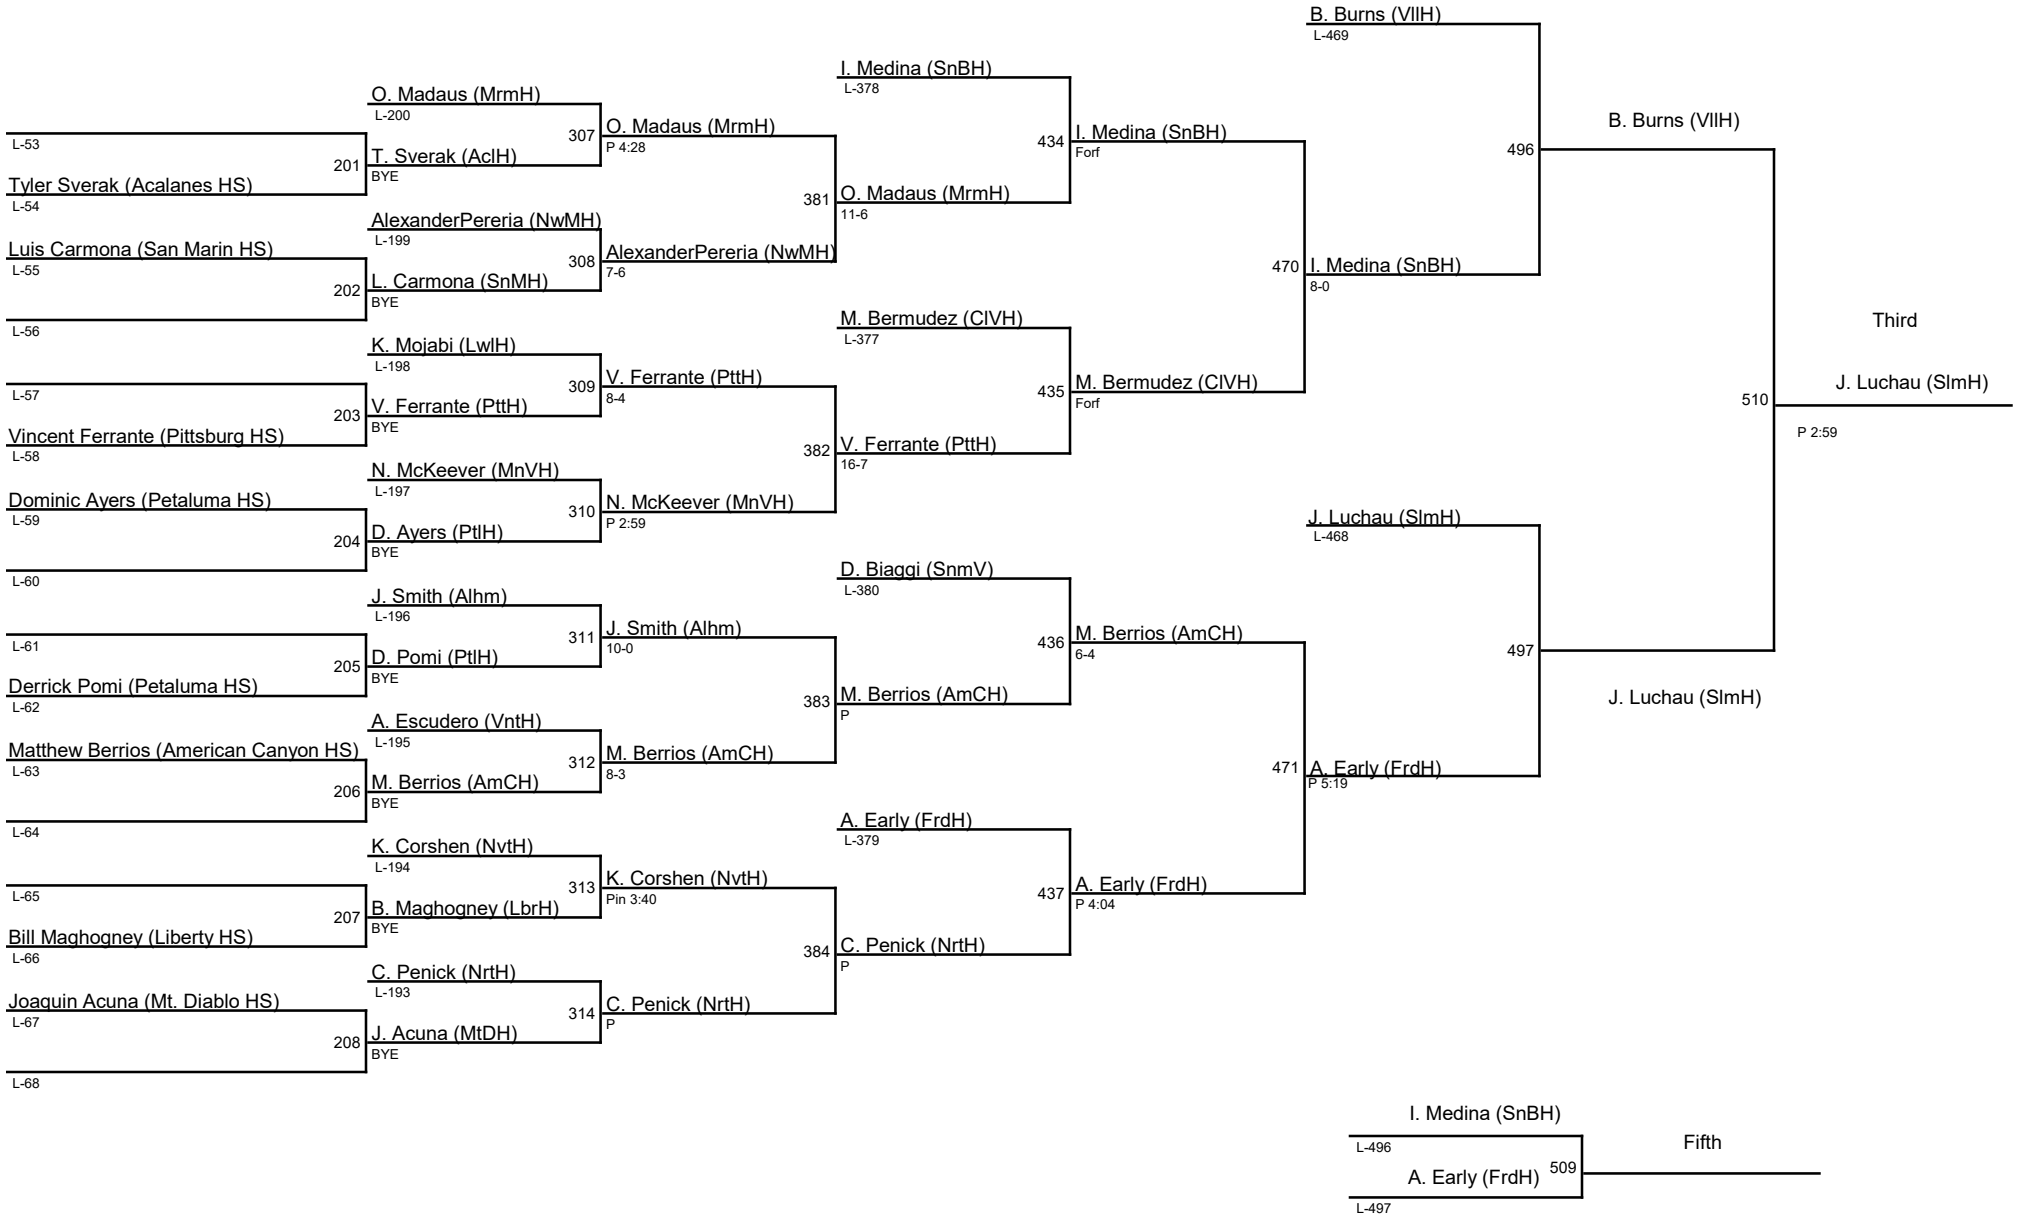 B. Burns (VllH)
L-469
I. Medina (SnBH)
L-378
O. Madaus (MrmH)
L-200
307
O. Madaus (MrmH)
P 4:28
B. Burns (VllH)
434
I. Medina (SnBH)
Forf
496
L-53
201
T. Sverak (AclH)
BYE
Tyler Sverak (Acalanes HS)
L-54
381
O. Madaus (MrmH)
11-6
AlexanderPereria (NwMH)
L-199
308
AlexanderPereria (NwMH)
7-6
Luis Carmona (San Marin HS)
L-55
202
L. Carmona (SnMH)
BYE
470
I. Medina (SnBH)
8-0
L-56
M. Bermudez (ClVH)
L-377
Third
K. Mojabi (LwlH)
L-198
309
V. Ferrante (PttH)
8-4
435
M. Bermudez (ClVH)
Forf
510
J. Luchau (SlmH)
P 2:59
L-57
203
V. Ferrante (PttH)
BYE
Vincent Ferrante (Pittsburg HS)
L-58
382
V. Ferrante (PttH)
16-7
N. McKeever (MnVH)
L-197
310
N. McKeever (MnVH)
P 2:59
Dominic Ayers (Petaluma HS)
L-59
204
D. Ayers (PtlH)
BYE
J. Luchau (SlmH)
L-468
L-60
D. Biaggi (SnmV)
L-380
J. Smith (Alhm)
L-196
311
J. Smith (Alhm)
10-0
436
M. Berrios (AmCH)
6-4
497
L-61
205
D. Pomi (PtlH)
BYE
Derrick Pomi (Petaluma HS)
L-62
383
M. Berrios (AmCH)
P
J. Luchau (SlmH)
A. Escudero (VntH)
L-195
312
M. Berrios (AmCH)
8-3
Matthew Berrios (American Canyon HS)
L-63
206
M. Berrios (AmCH)
BYE
471
A. Early (FrdH)
P 5:19
L-64
A. Early (FrdH)
L-379
K. Corshen (NvtH)
L-194
313
K. Corshen (NvtH)
Pin 3:40
437
A. Early (FrdH)
P 4:04
L-65
207
B. Maghogney (LbrH)
BYE
Bill Maghogney (Liberty HS)
L-66
384
C. Penick (NrtH)
P
C. Penick (NrtH)
L-193
314
C. Penick (NrtH)
P
Joaquin Acuna (Mt. Diablo HS)
L-67
208
J. Acuna (MtDH)
BYE
L-68
I. Medina (SnBH)
L-496
Fifth
509
A. Early (FrdH)
L-497